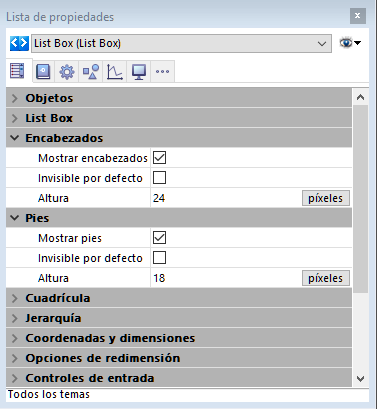 Lista de propiedades
List Box (List Box)
Objetos
List Box
Encabezados
Mostrar encabezados
Invisible por defecto
Altura 24 píxeles
Pies
Mostrar pies
Invisible por defecto
Altura 18 píxeles
Cuadrícula
Jerarquía
Coordenadas y dimensiones
Opciones de redimensión
Controles de entrada
Todos los temas